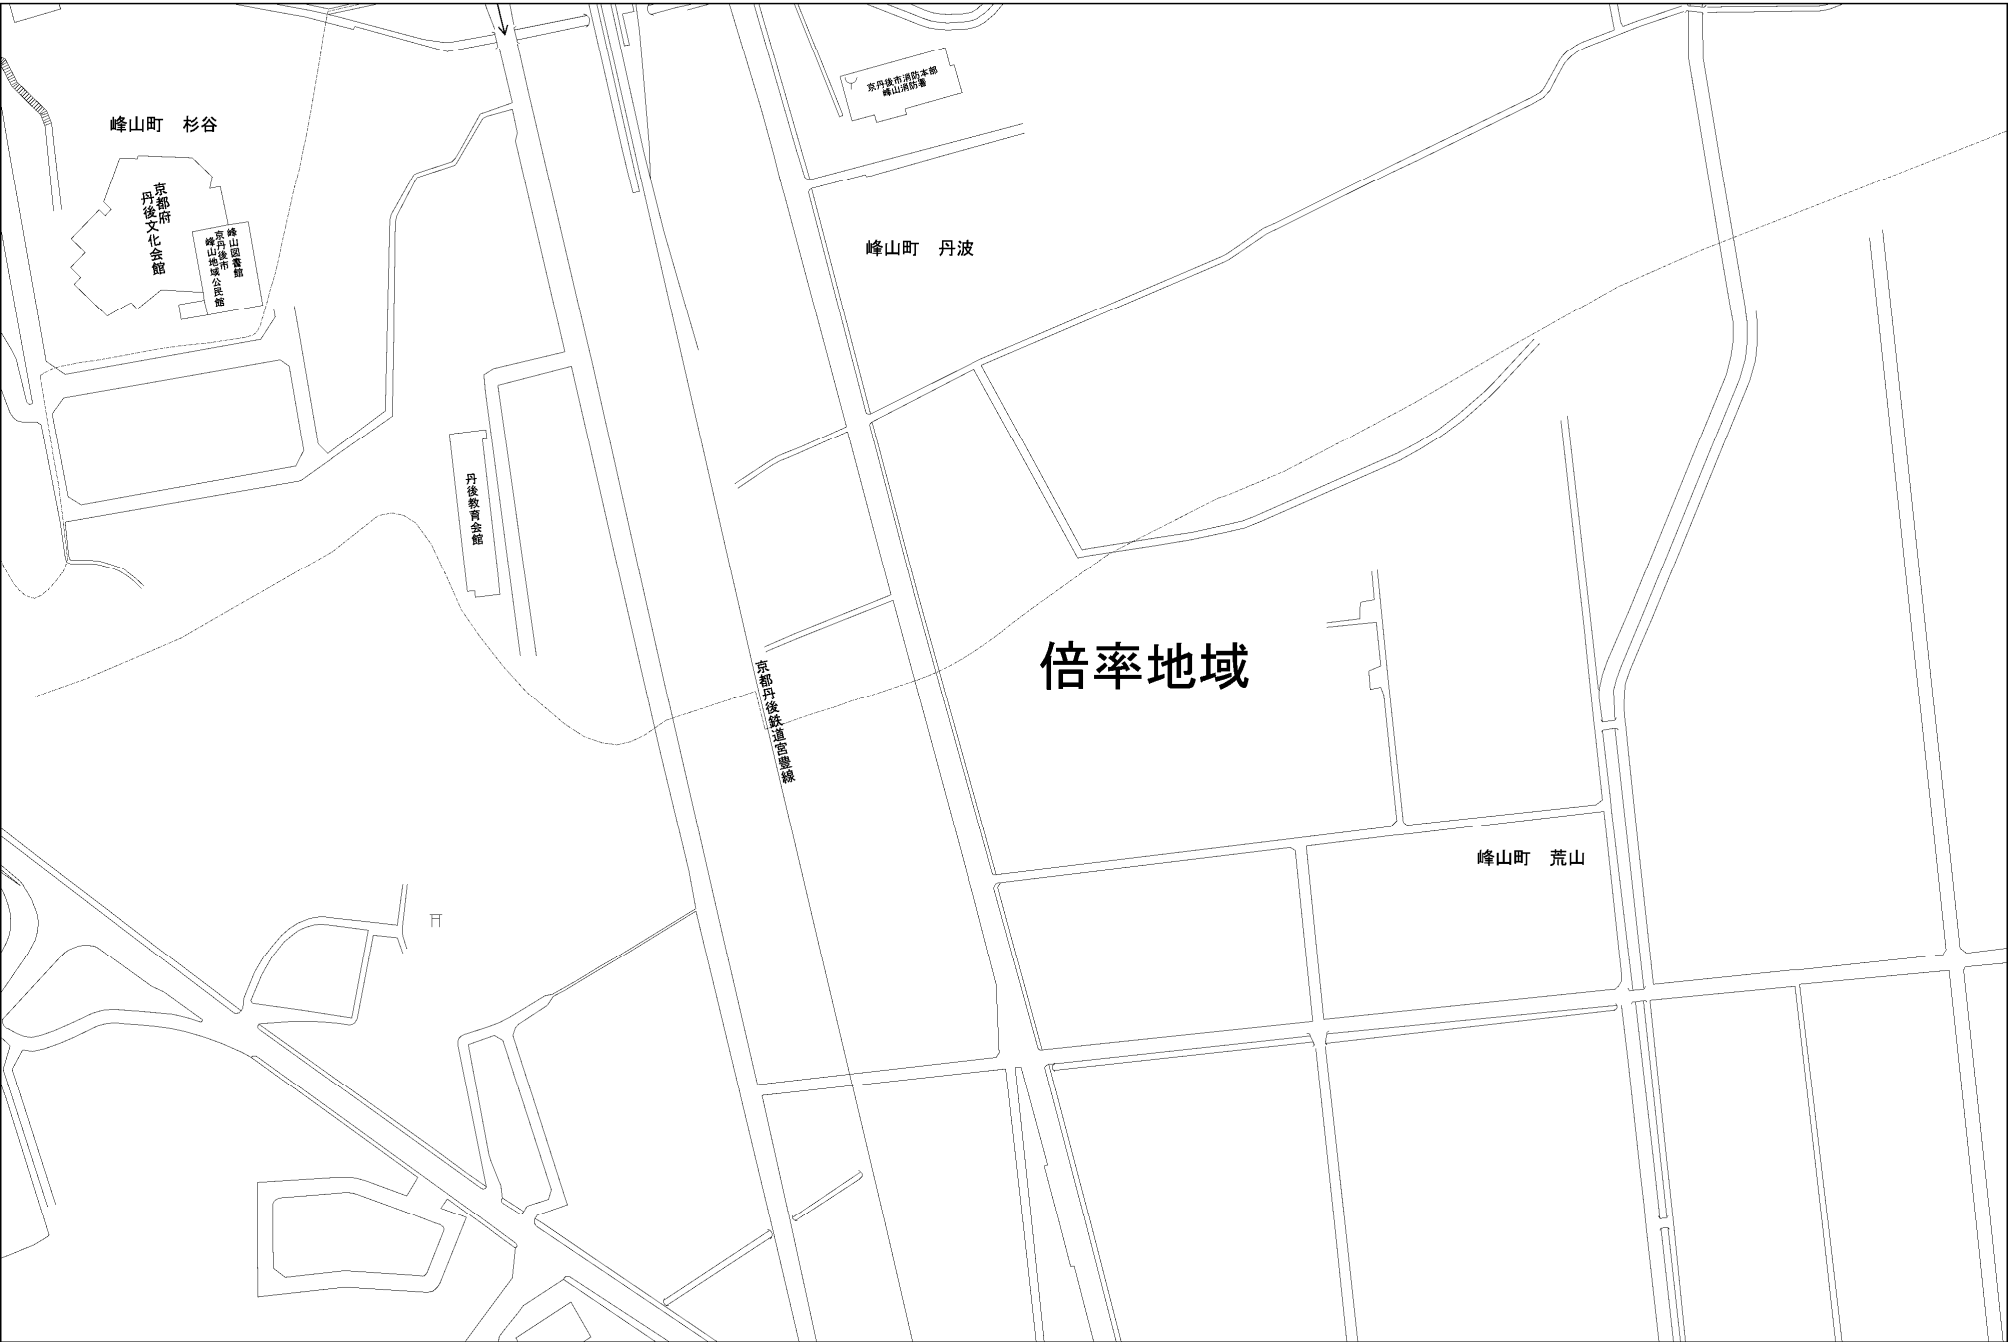 京丹後市消防本部
峰山消防署
峰山町　杉谷
京都府
丹後文化会館
峰山図書館
京丹後市
峰山地域公民館
峰山町　丹波
丹後教育会館
倍率地域
京都丹後鉄道宮豊線
峰山町　荒山